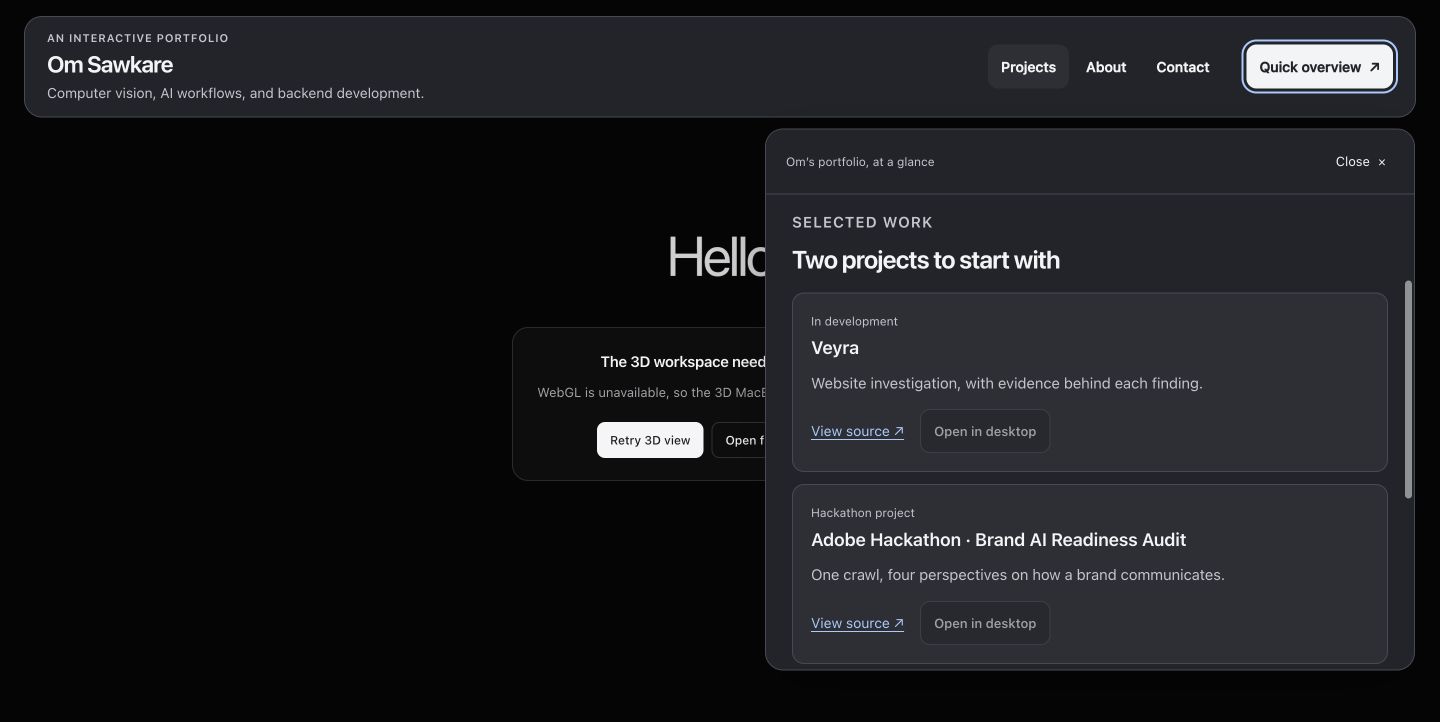 AN INTERACTIVE PORTFOLIO
Om Sawkare
Computer vision, AI workflows, and backend development.
Projects
About
Contact
Quick overview ↗
Hello
The 3D workspace need
WebGL is unavailable, so the 3D MacB
Retry 3D view
Open f
Om's portfolio, at a glance
Close ×
SELECTED WORK
Two projects to start with
In development
Veyra
Website investigation, with evidence behind each finding.
View source ↗
Open in desktop
Hackathon project
Adobe Hackathon · Brand AI Readiness Audit
One crawl, four perspectives on how a brand communicates.
View source ↗
Open in desktop